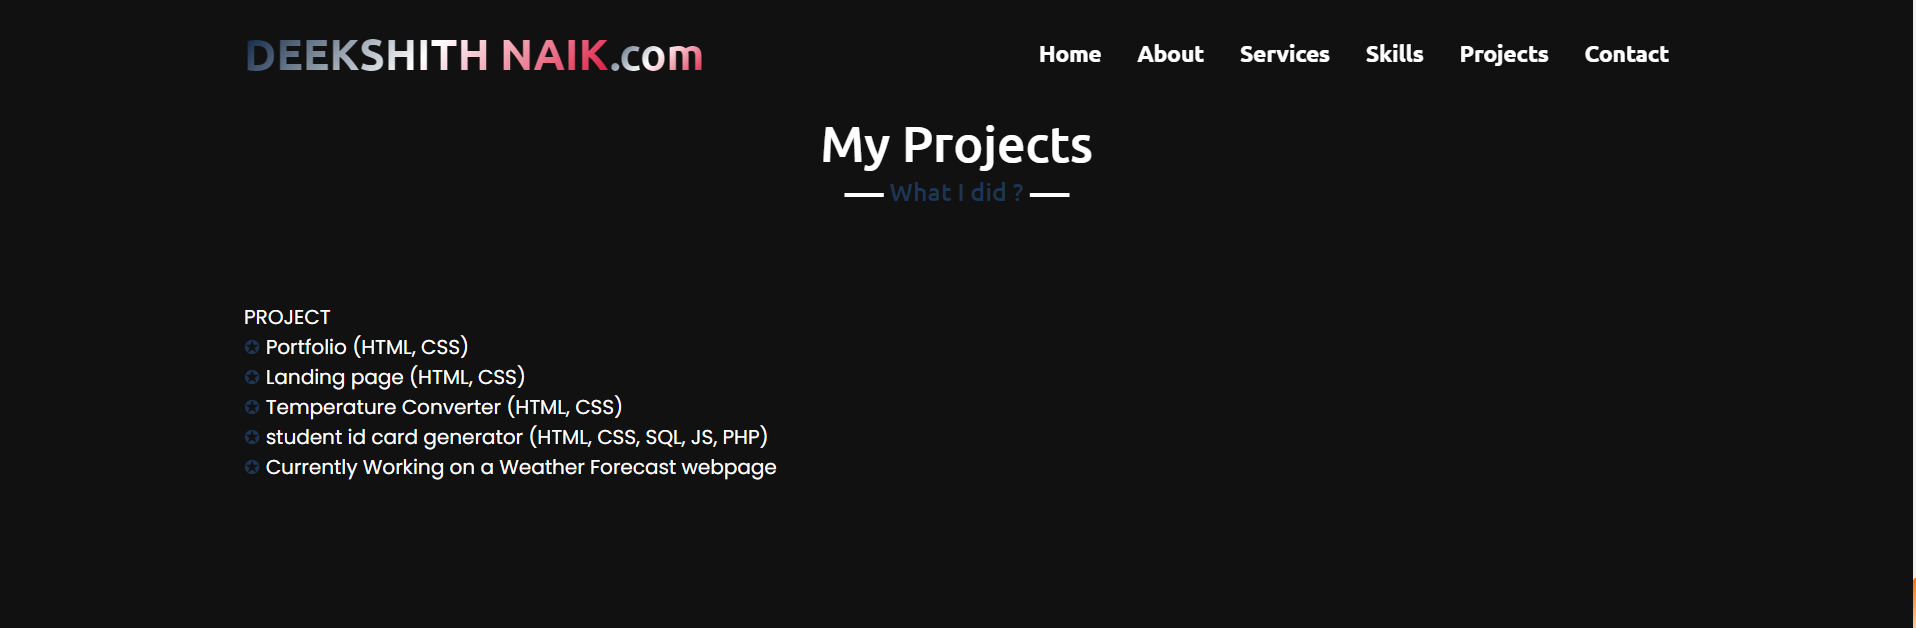 DEEKSHITH NAIK.com
Home About Services Skills Projects Contact
My Projects
What I did ?
PROJECT
✪ Portfolio (HTML, CSS)
✪ Landing page (HTML, CSS)
✪ Temperature Converter (HTML, CSS)
✪ student id card generator (HTML, CSS, SQL, JS, PHP)
✪ Currently Working on a Weather Forecast webpage